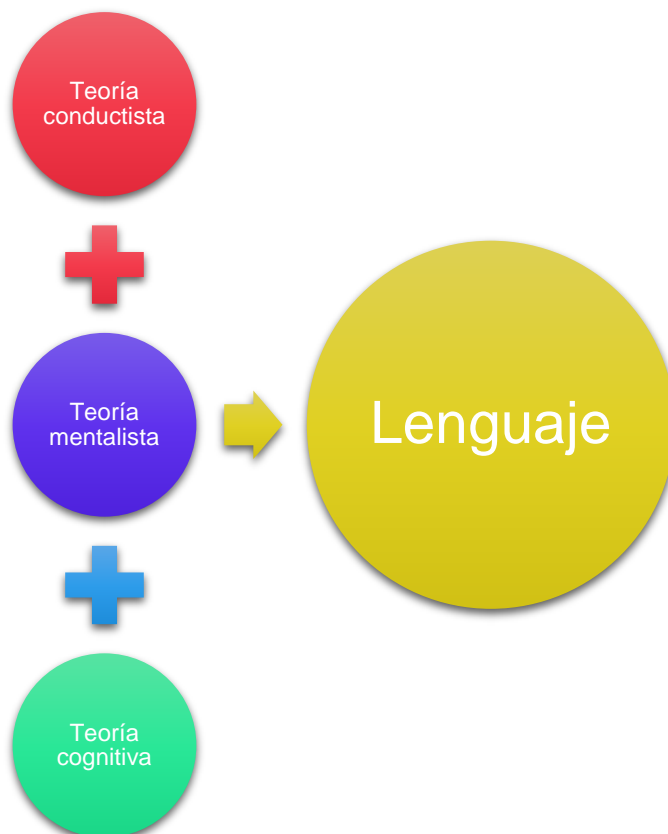 Teoría
conductista
Teoría
mentalista
Lenguaje
Teoría
cognitiva